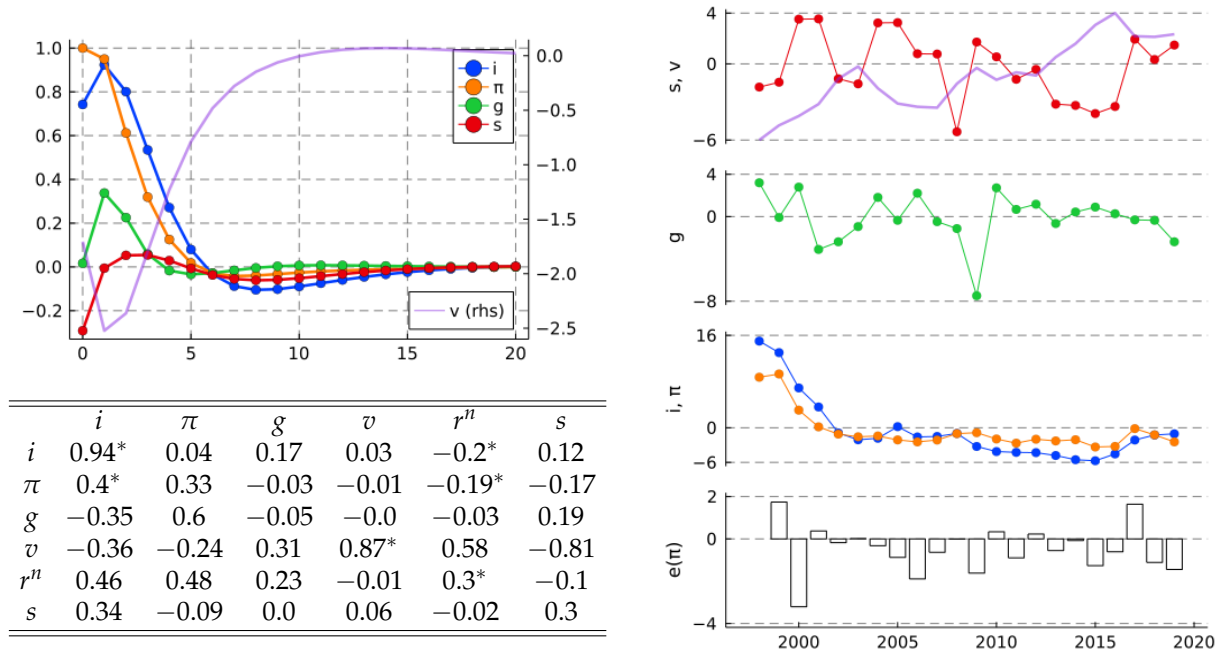 1.0
0.8
0.6
0.4
0.2
0.0
−0.2
0.0
−0.5
−1.0
−1.5
−2.0
−2.5
i
π
g
s
v (rhs)
0 5 10 15 20
i π g v rⁿ s
i 0.94* 0.04 0.17 0.03 −0.2* 0.12
π 0.4* 0.33 −0.03 −0.01 −0.19* −0.17
g −0.35 0.6 −0.05 −0.0 −0.03 0.19
v −0.36 −0.24 0.31 0.87* 0.58 −0.81
rⁿ 0.46 0.48 0.23 −0.01 0.3* −0.1
s 0.34 −0.09 0.0 0.06 −0.02 0.3
s, v
4
0
−6
g
4
0
−8
i, π
16
0
−6
e(π)
2
0
−4
2000 2005 2010 2015 2020